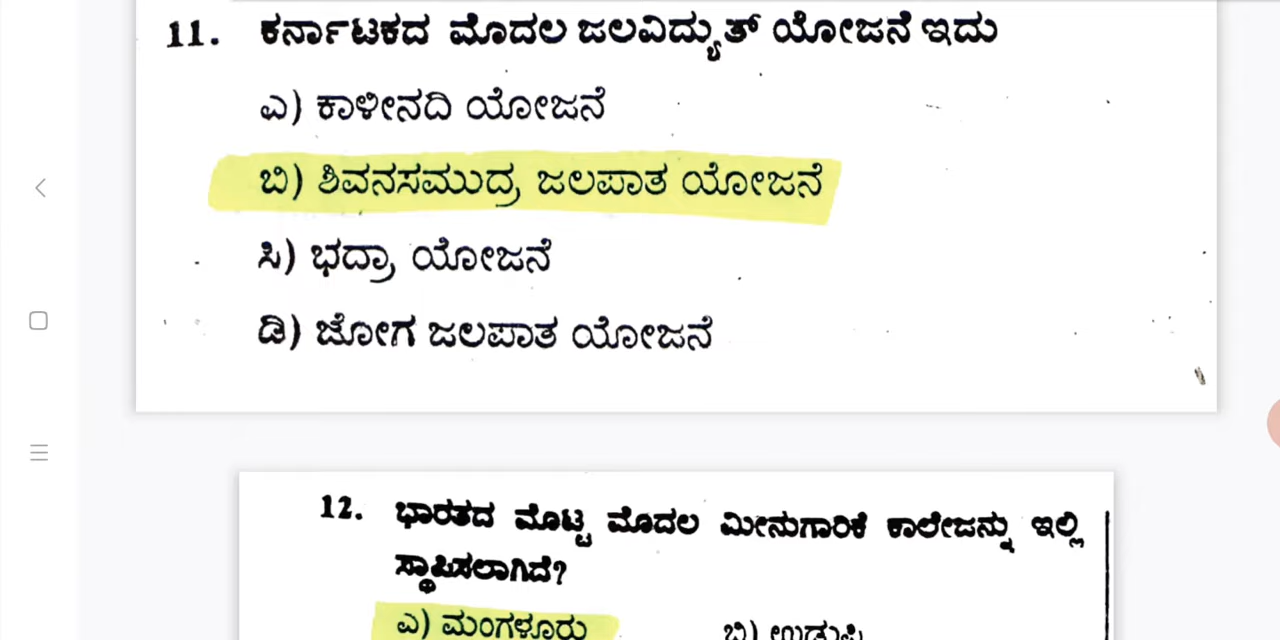 11. ಕರ್ನಾಟಕದ ಮೊದಲ ಜಲವಿದ್ಯುತ್ ಯೋಜನೆ ಇದು
ಎ) ಕಾಳೀನದಿ ಯೋಜನೆ
ಬಿ) ಶಿವನಸಮುದ್ರ ಜಲಪಾತ ಯೋಜನೆ
ಸಿ) ಭದ್ರಾ ಯೋಜನೆ
ಡಿ) ಜೋಗ ಜಲಪಾತ ಯೋಜನೆ
12. ಭಾರತದ ಮೊಟ್ಟ ಮೊದಲ ಮೀನುಗಾರಿಕೆ ಕಾಲೇಜನ್ನು ಇಲ್ಲಿ
ಸ್ಥಾಪಿಸಲಾಗಿದೆ?
ಎ) ಮಂಗಳೂರು ಬಿ) ಉಡುಪಿ